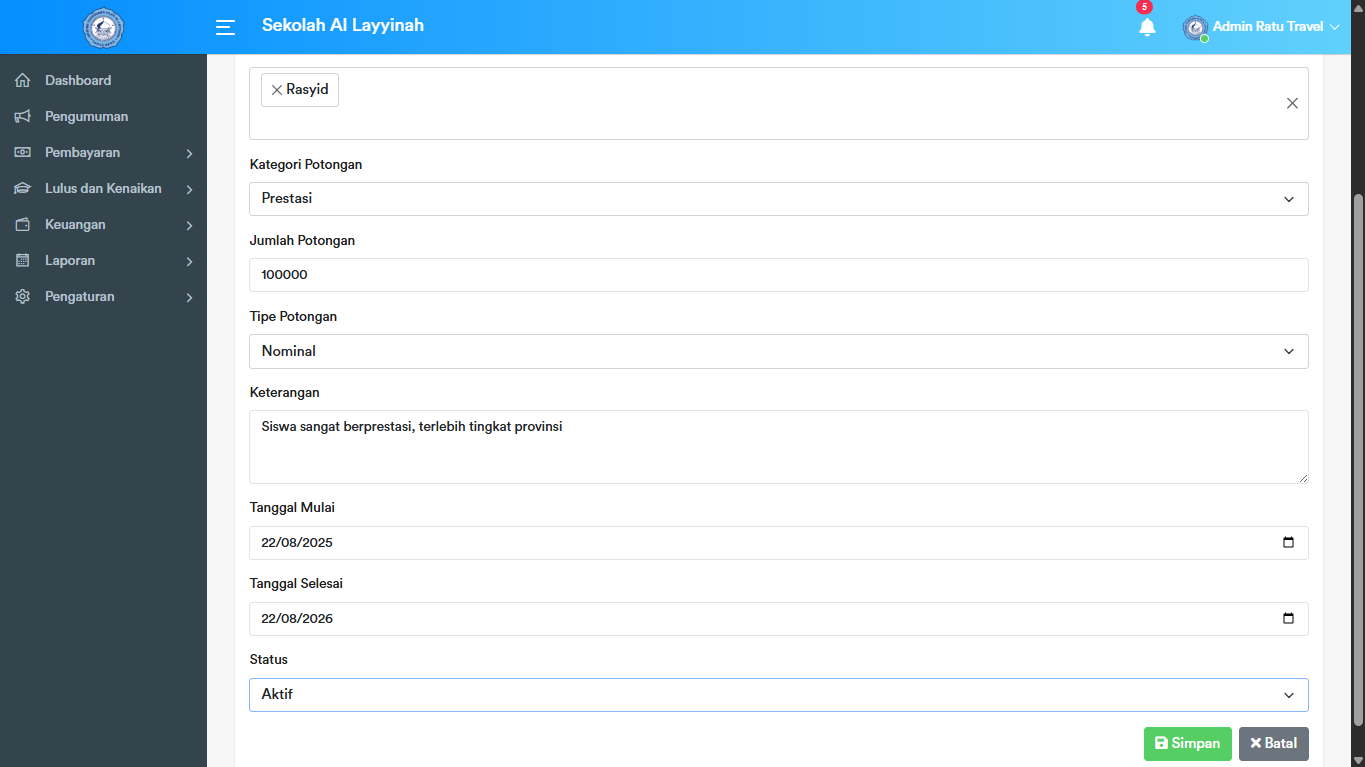 Sekolah Al Layyinah
5
Admin Ratu Travel
Dashboard
Pengumuman
Pembayaran
Lulus dan Kenaikan
Keuangan
Laporan
Pengaturan
Rasyid
Kategori Potongan
Prestasi
Jumlah Potongan
100000
Tipe Potongan
Nominal
Keterangan
Siswa sangat berprestasi, terlebih tingkat provinsi
Tanggal Mulai
22/08/2025
Tanggal Selesai
22/08/2026
Status
Aktif
Simpan
Batal